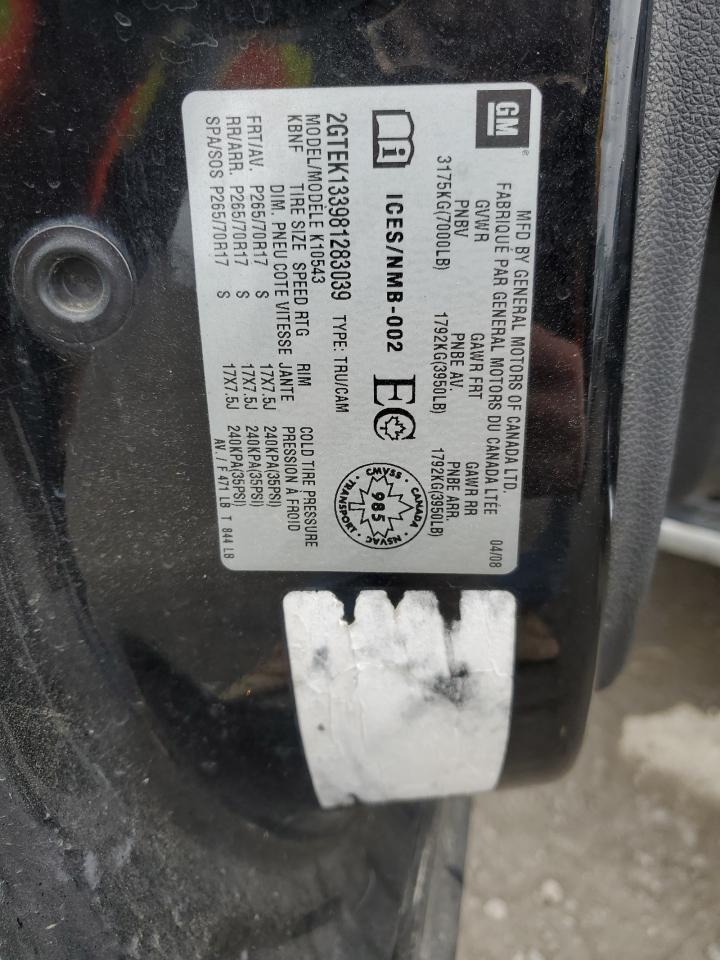 GM
MFD BY GENERAL MOTORS OF CANADA LTD.
FABRIQUÉ PAR GENERAL MOTORS DU CANADA LTÉE 04/08
GVWR GAWR FRT GAWR RR
PNBV PNBE AV. PNBE ARR.
3175KG(7000LB) 1792KG(3950LB) 1792KG(3950LB)
i ICES/NMB-002 EC
CMVSS · CANADA · NSVAC · TRANSPORT ·
985
2GTEK133981283039 TYPE: TRU/CAM
MODEL/MODELE K10543
KBNF TIRE SIZE SPEED RTG RIM COLD TIRE PRESSURE
DIM. PNEU COTE VITESSE JANTE PRESSION À FROID
FRT/AV. P265/70R17 S 17X7.5J 240KPA(35PSI)
RR/ARR. P265/70R17 S 17X7.5J 240KPA(35PSI)
SPA/SOS P265/70R17 S 17X7.5J 240KPA(35PSI)
AV. / F 471 LB T 844 LB